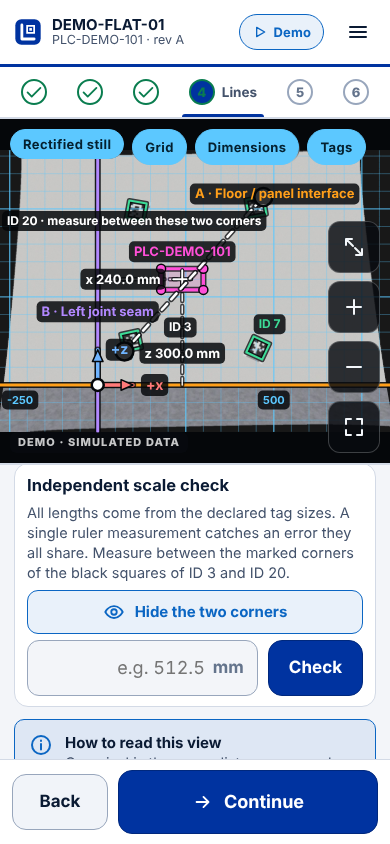 DEMO-FLAT-01
PLC-DEMO-101 · rev A
Demo
4 Lines
5
6
Rectified still
Grid
Dimensions
Tags
A · Floor / panel interface
ID 20 · measure between these two corners
PLC-DEMO-101
x 240.0 mm
B · Left joint seam
ID 3
ID 7
+Z
z 300.0 mm
+X
-250
500
DEMO · SIMULATED DATA
Independent scale check
All lengths come from the declared tag sizes. A
single ruler measurement catches an error they
all share. Measure between the marked corners
of the black squares of ID 3 and ID 20.
Hide the two corners
e.g. 512.5 mm
Check
How to read this view
Back
Continue